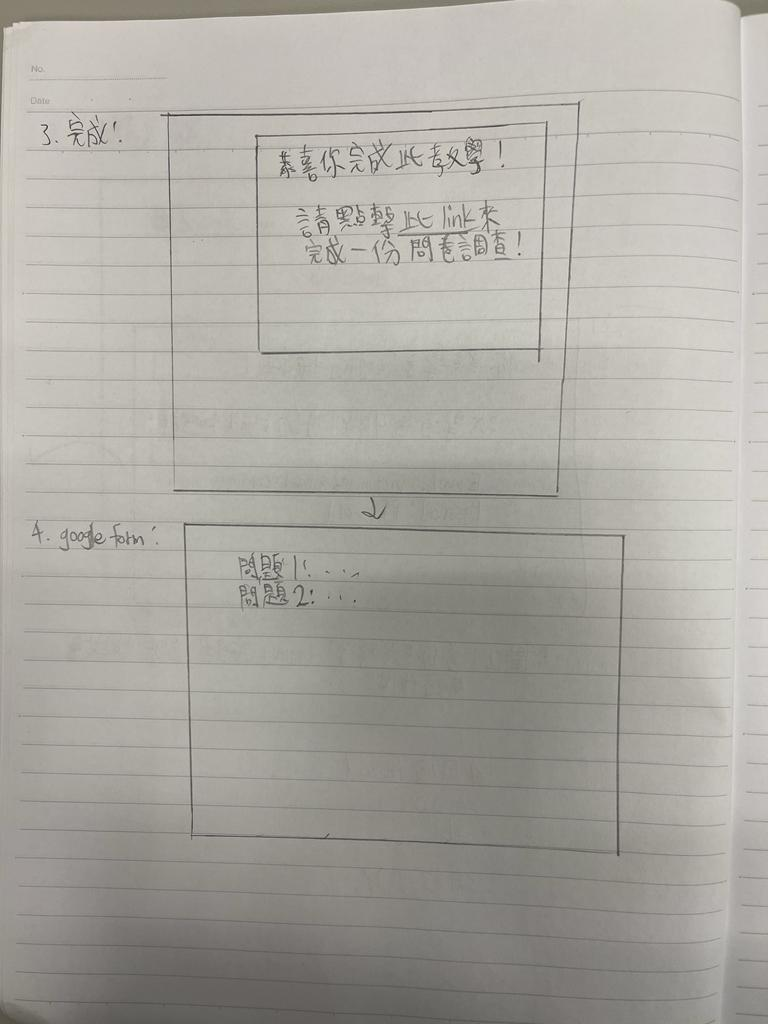 No.
Date
3. 完成!
恭喜你完成此教學!
請點擊此link來
完成一份問卷調查!
4. google form:
問題1: ...
問題2: ...